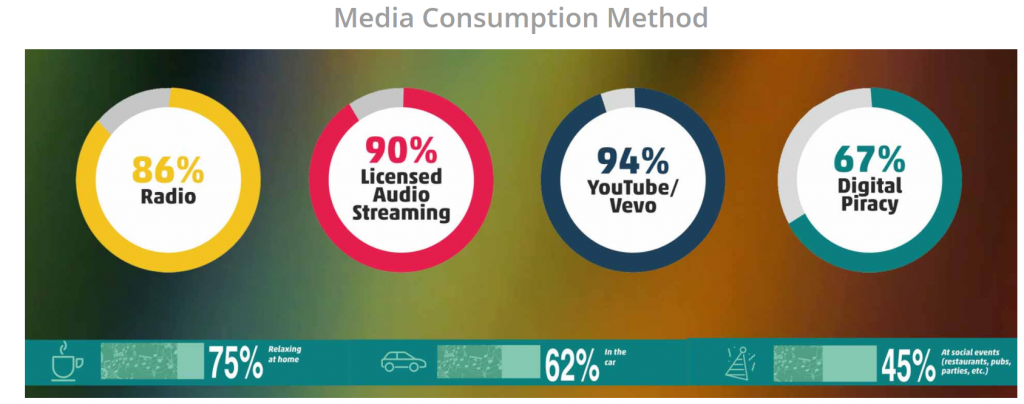 Media Consumption Method
86%
Radio
90%
Licensed
Audio
Streaming
94%
YouTube/
Vevo
67%
Digital
Piracy
75%
Relaxing
at home
62%
In the
car
45%
At social events
(restaurants, pubs,
parties, etc.)